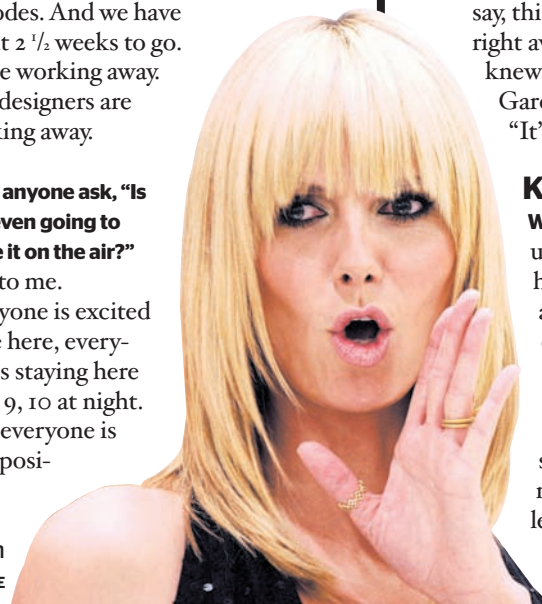 odes. And we have
t 2 1/2 weeks to go.
e working away.
designers are
king away.
anyone ask, “Is
even going to
e it on the air?”
to me.
yone is excited
e here, every-
s staying here
9, 10 at night.
everyone is
posi-
n
E
say, thi
right a
knew
Gar
“It’
K
W
u
h
a
s
le